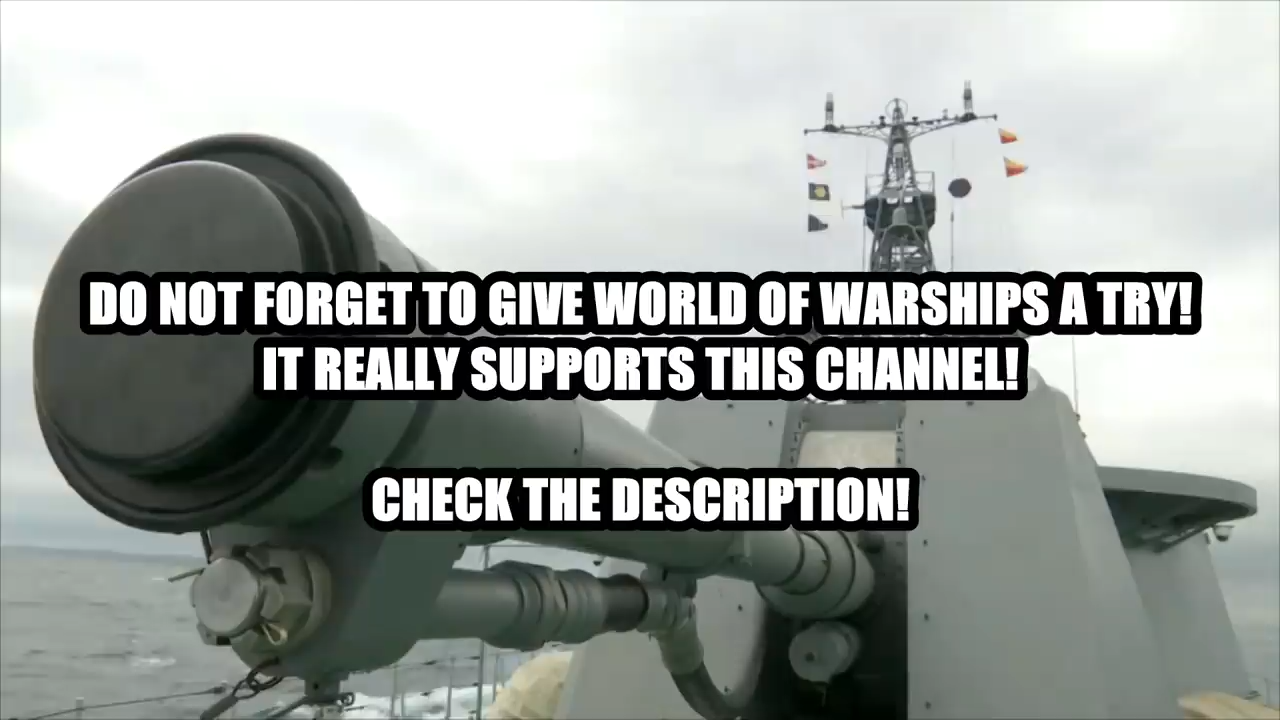 DO NOT FORGET TO GIVE WORLD OF WARSHIPS A TRY!
IT REALLY SUPPORTS THIS CHANNEL!
CHECK THE DESCRIPTION!